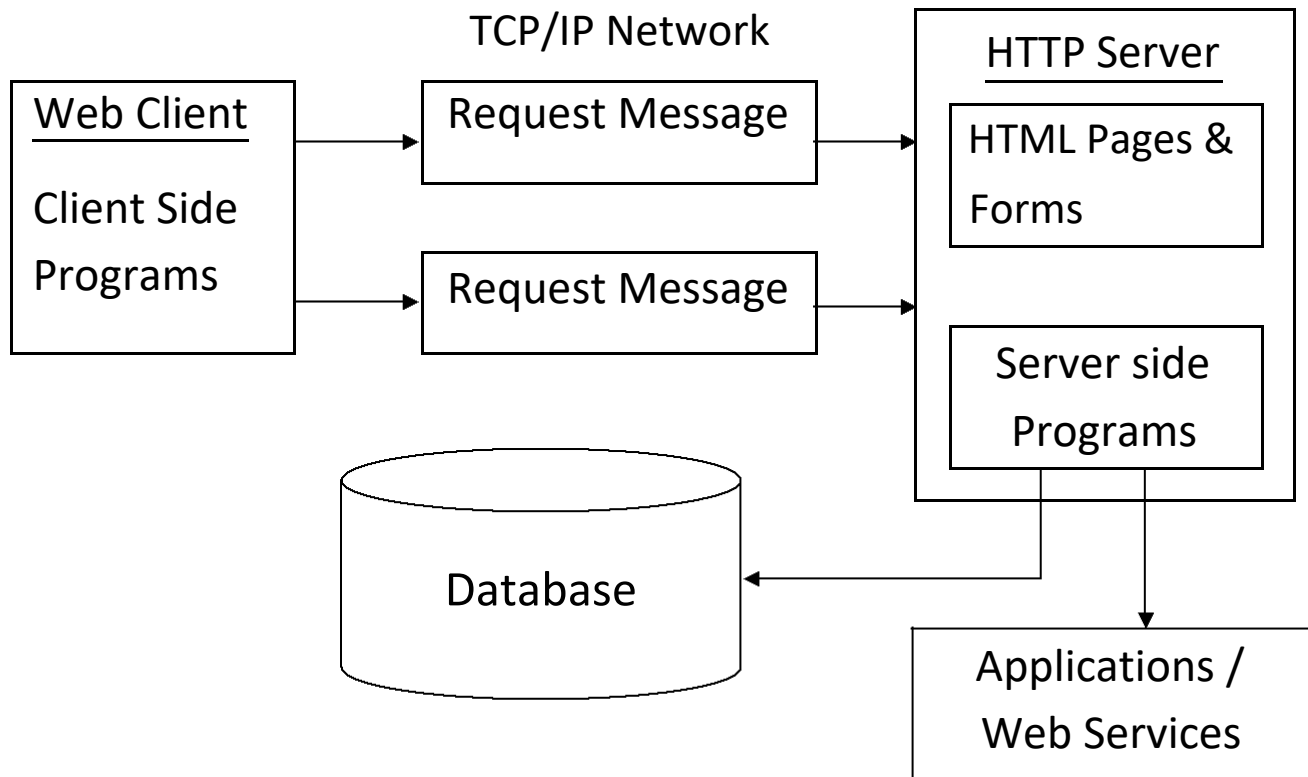 TCP/IP Network
Web Client
Client Side
Programs
Request Message
Request Message
HTTP Server
HTML Pages &
Forms
Server side
Programs
Database
Applications /
Web Services